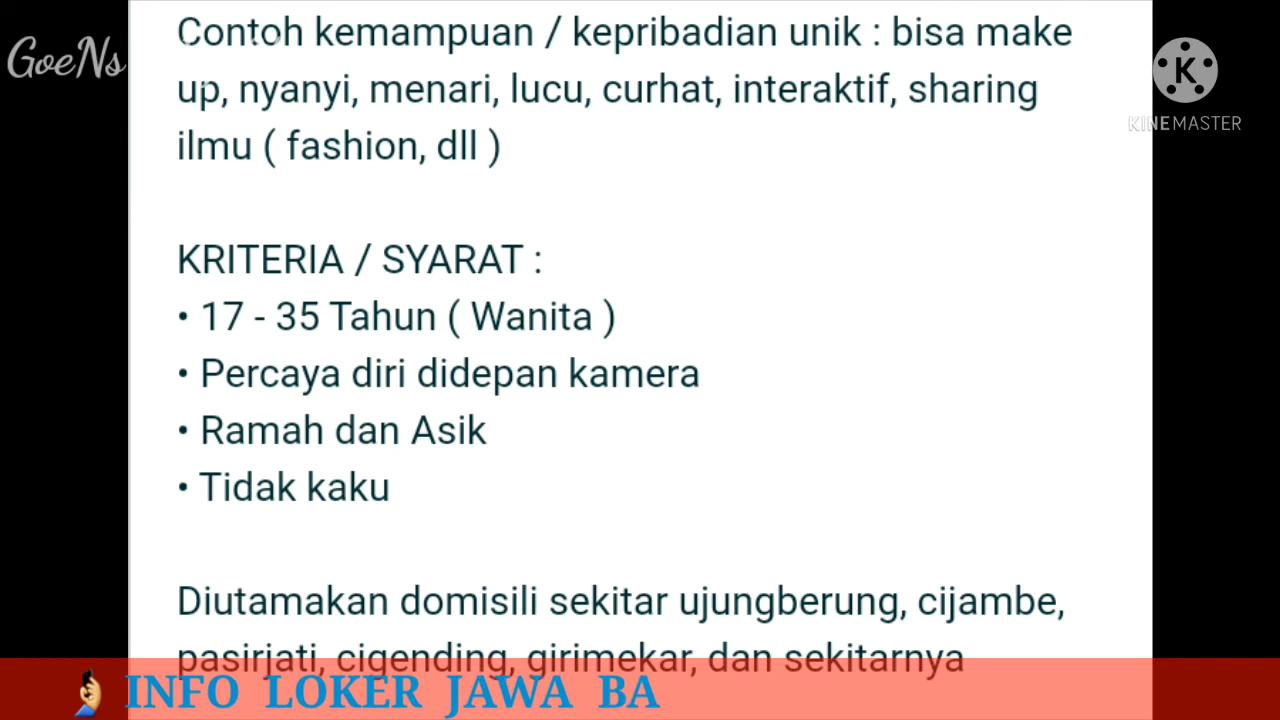 GoeNs
KINEMASTER
Contoh kemampuan / kepribadian unik : bisa make
up, nyanyi, menari, lucu, curhat, interaktif, sharing
ilmu ( fashion, dll )
KRITERIA / SYARAT :
• 17 - 35 Tahun ( Wanita )
• Percaya diri didepan kamera
• Ramah dan Asik
• Tidak kaku
Diutamakan domisili sekitar ujungberung, cijambe,
pasirjati, cigending, girimekar, dan sekitarnya
INFO LOKER JAWA BA